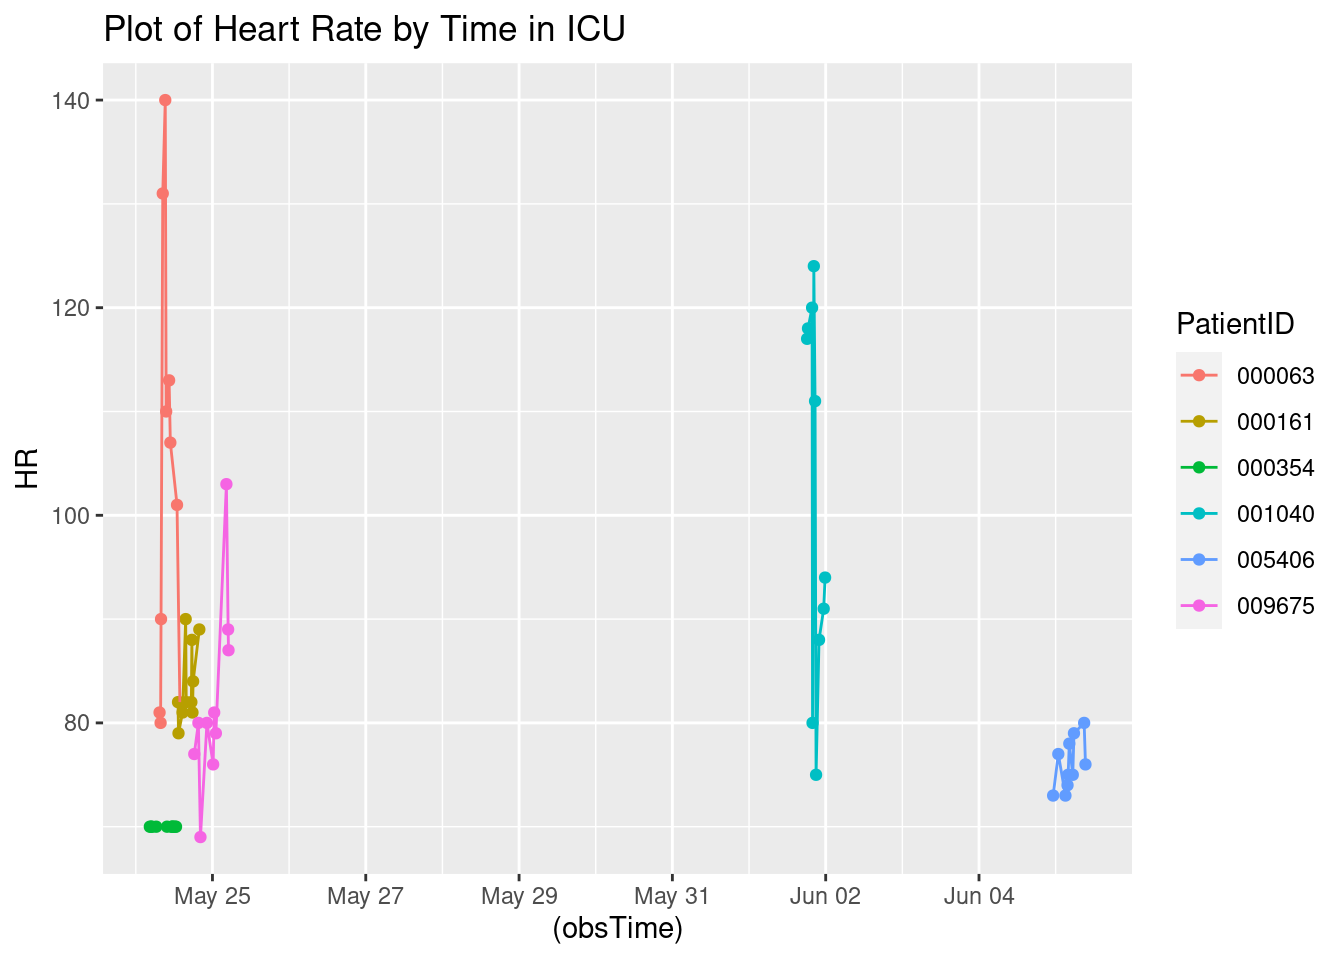 Plot of Heart Rate by Time in ICU
140
120
100
80
HR
May 25
May 27
May 29
May 31
Jun 02
Jun 04
(obsTime)
PatientID
000063
000161
000354
001040
005406
009675